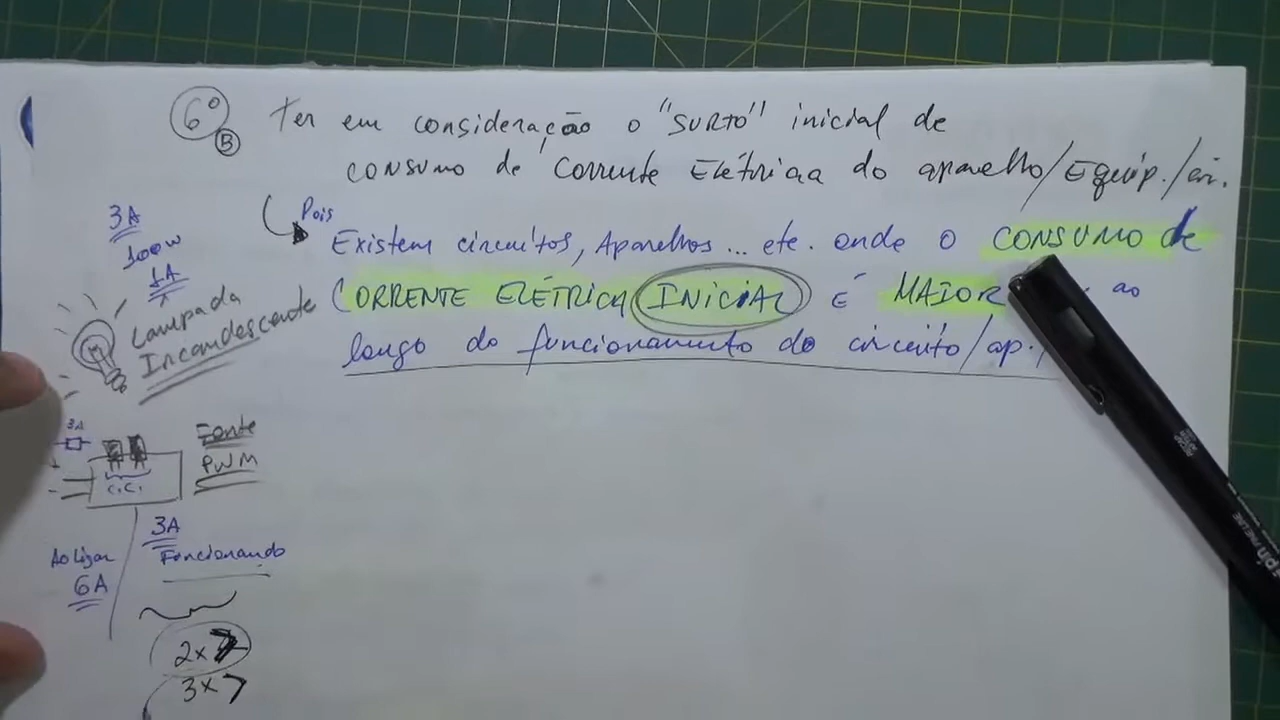 6º Ter em consideração o "SURTO" inicial de
B
CONSUMO de Corrente Elétrica do aparelho/Equip./cir.
Pois
Existem circuitos, Aparelhos... etc. onde o CONSUMO de
CORRENTE ELÉTRICA INICIAL É MAIOR ao
longo do funcionamento do circuito/ap.
3A
100W
1A
Lampada
Incandescente
3A
Fonte
PWM
C.C.
Ao Ligar
6A
3A
Funcionando
2x
3x